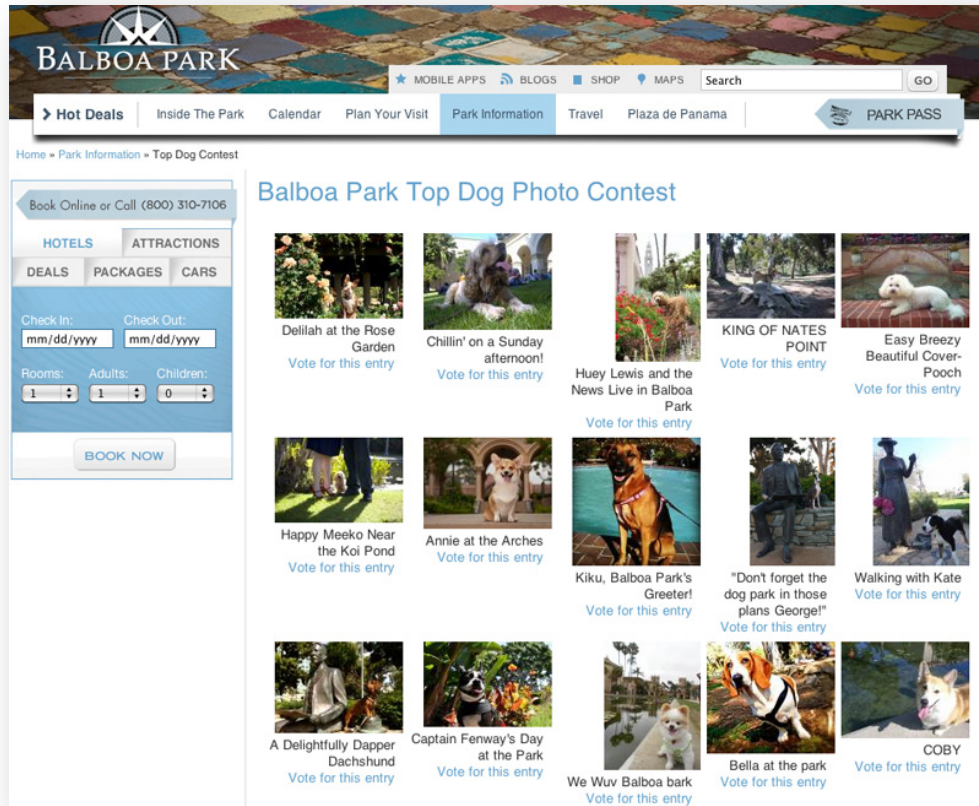 BALBOA PARK
MOBILE APPS BLOGS SHOP MAPS Search GO
Hot Deals Inside The Park Calendar Plan Your Visit Park Information Travel Plaza de Panama PARK PASS
Home » Park Information » Top Dog Contest
Book Online or Call (800) 310-7106
HOTELS ATTRACTIONS
DEALS PACKAGES CARS
Check In: Check Out:
mm/dd/yyyy mm/dd/yyyy
Rooms: Adults: Children:
1 1 0
BOOK NOW
Balboa Park Top Dog Photo Contest
Delilah at the Rose
Garden
Vote for this entry
Chillin' on a Sunday
afternoon!
Vote for this entry
Huey Lewis and the
News Live in Balboa
Park
Vote for this entry
KING OF NATES
POINT
Vote for this entry
Easy Breezy
Beautiful Cover-
Pooch
Vote for this entry
Happy Meeko Near
the Koi Pond
Vote for this entry
Annie at the Arches
Vote for this entry
Kiku, Balboa Park's
Greeter!
Vote for this entry
"Don't forget the
dog park in those
plans George!"
Vote for this entry
Walking with Kate
Vote for this entry
A Delightfully Dapper
Dachshund
Vote for this entry
Captain Fenway's Day
at the Park
Vote for this entry
We Wuv Balboa bark
Vote for this entry
Bella at the park
Vote for this entry
COBY
Vote for this entry